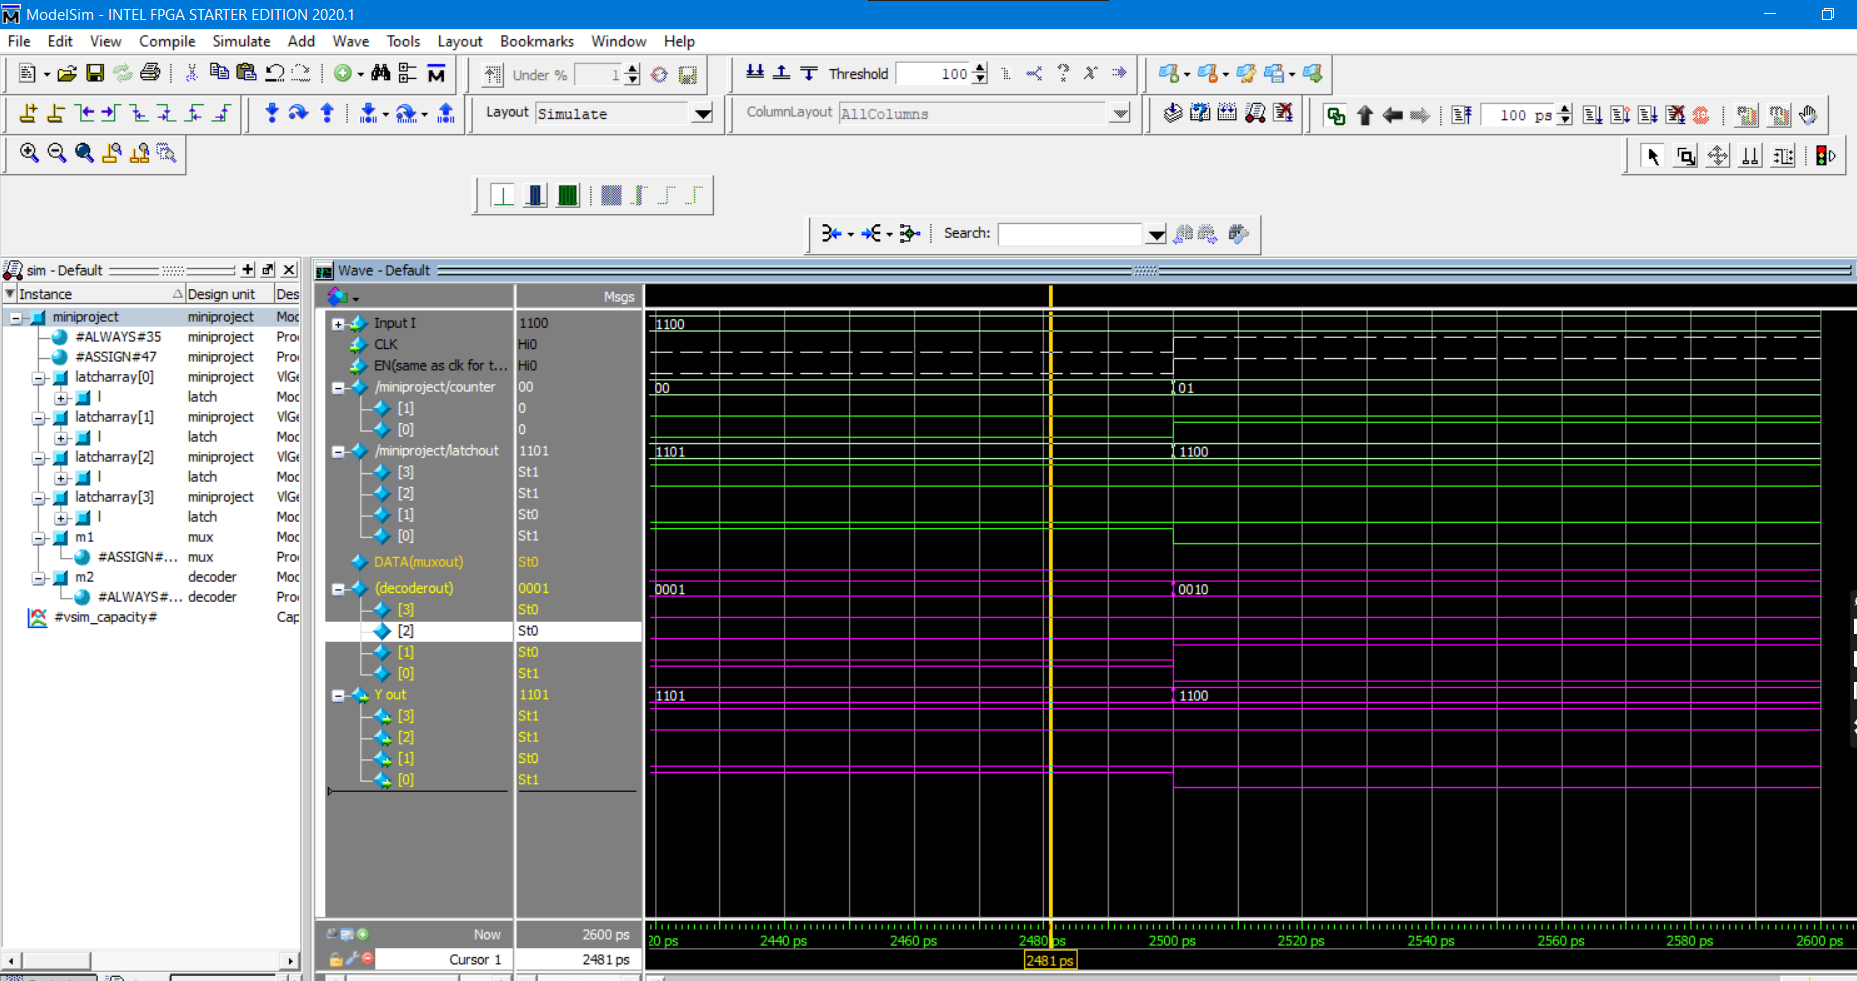 ModelSim - INTEL FPGA STARTER EDITION 2020.1
File Edit View Compile Simulate Add Wave Tools Layout Bookmarks Window Help
Under % 1 Threshold 100
Layout Simulate ColumnLayout AllColumns 100 ps
Search:
sim - Default
Instance Design unit Des
miniproject miniproject Mod
#ALWAYS#35 miniproject Pro
#ASSIGN#47 miniproject Pro
latcharray[0] miniproject VlGe
l latch Mod
latcharray[1] miniproject VlGe
l latch Mod
latcharray[2] miniproject VlGe
l latch Mod
latcharray[3] miniproject VlGe
l latch Mod
m1 mux Mod
#ASSIGN#... mux Pro
m2 decoder Mod
#ALWAYS#... decoder Pro
#vsim_capacity# Cap
Wave - Default
Msgs
Input I 1100 1100
CLK Hi0
EN(same as clk for t... Hi0
/miniproject/counter 00 00 01
[1] 0
[0] 0
/miniproject/latchout 1101 1101 1100
[3] St1
[2] St1
[1] St0
[0] St1
DATA(muxout) St0
(decoderout) 0001 0001 0010
[3] St0
[2] St0
[1] St0
[0] St1
Y out 1101 1101 1100
[3] St1
[2] St1
[1] St0
[0] St1
Now 2600 ps 20 ps 2440 ps 2460 ps 2480 ps 2500 ps 2520 ps 2540 ps 2560 ps 2580 ps 2600 ps
Cursor 1 2481 ps 2481 ps